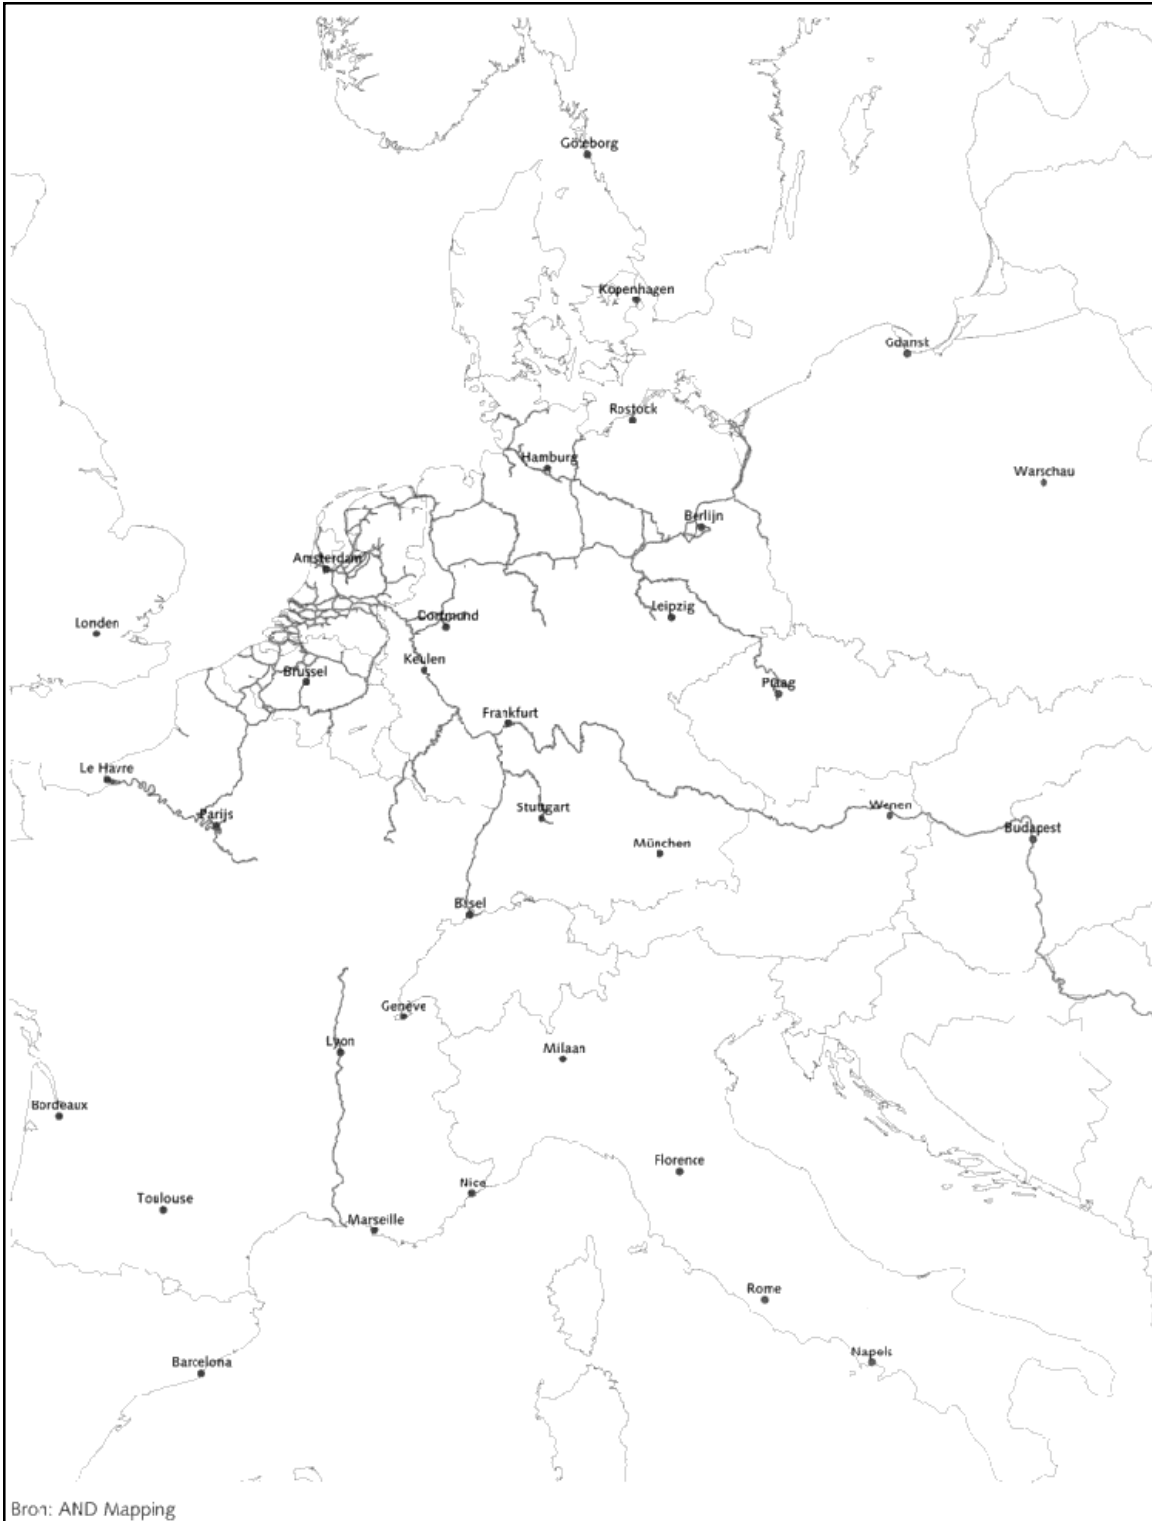 Göteborg
Kopenhagen
Gdansk
Rostock
Hamburg
Warschau
Berlijn
Amsterdam
Londen
Dortmund
Leipzig
Keulen
Brussel
Praag
Frankfurt
Le Havre
Parijs
Stuttgart
Wenen
Budapest
München
Basel
Genève
Lyon
Milaan
Bordeaux
Florence
Nice
Toulouse
Marseille
Rome
Napels
Barcelona
Bron: AND Mapping